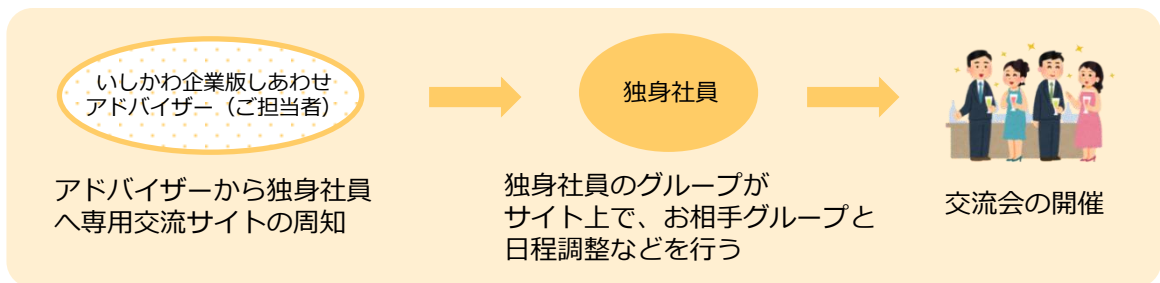 いしかわ企業版しあわせ
アドバイザー（ご担当者）
アドバイザーから独身社員
へ専用交流サイトの周知
独身社員
独身社員のグループが
サイト上で、お相手グループと
日程調整などを行う
交流会の開催